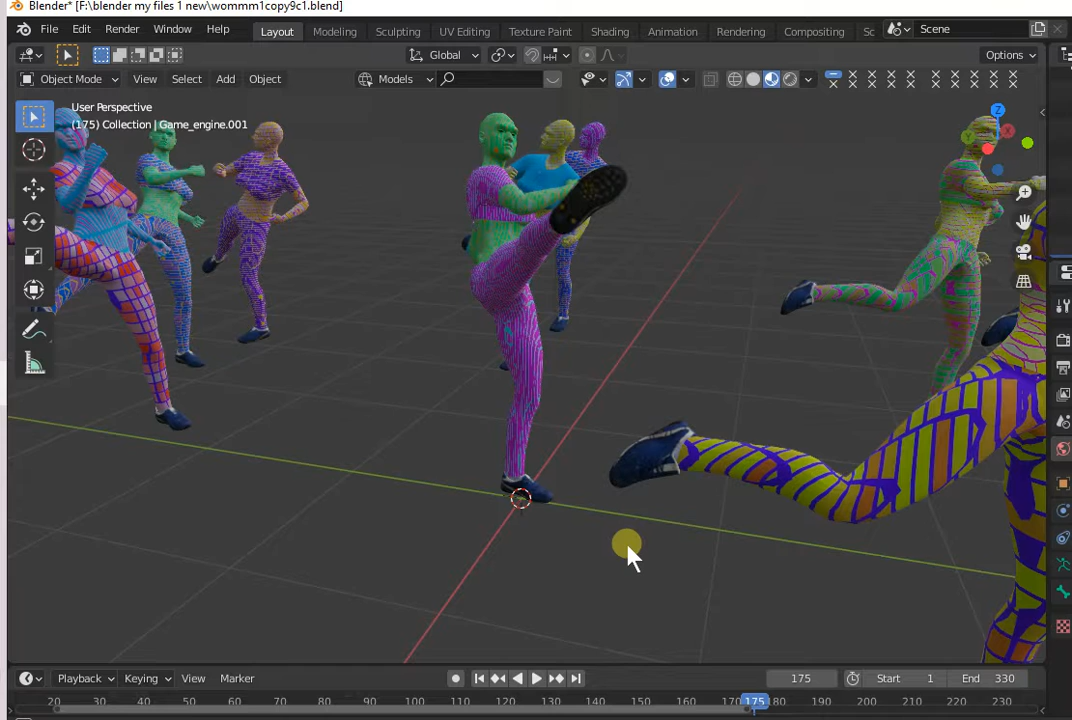 Blender* [F:\blender my files 1 new\wommm1copy9c1.blend]
File Edit Render Window Help Layout Modeling Sculpting UV Editing Texture Paint Shading Animation Rendering Compositing Sc Scene
Global Options
Object Mode View Select Add Object Models
User Perspective
(175) Collection | Game_engine.001
Z
Y
X
Playback Keying View Marker 175 Start 1 End 330
20 30 40 50 60 70 80 90 100 110 120 130 140 150 160 170 175 180 190 200 210 220 230